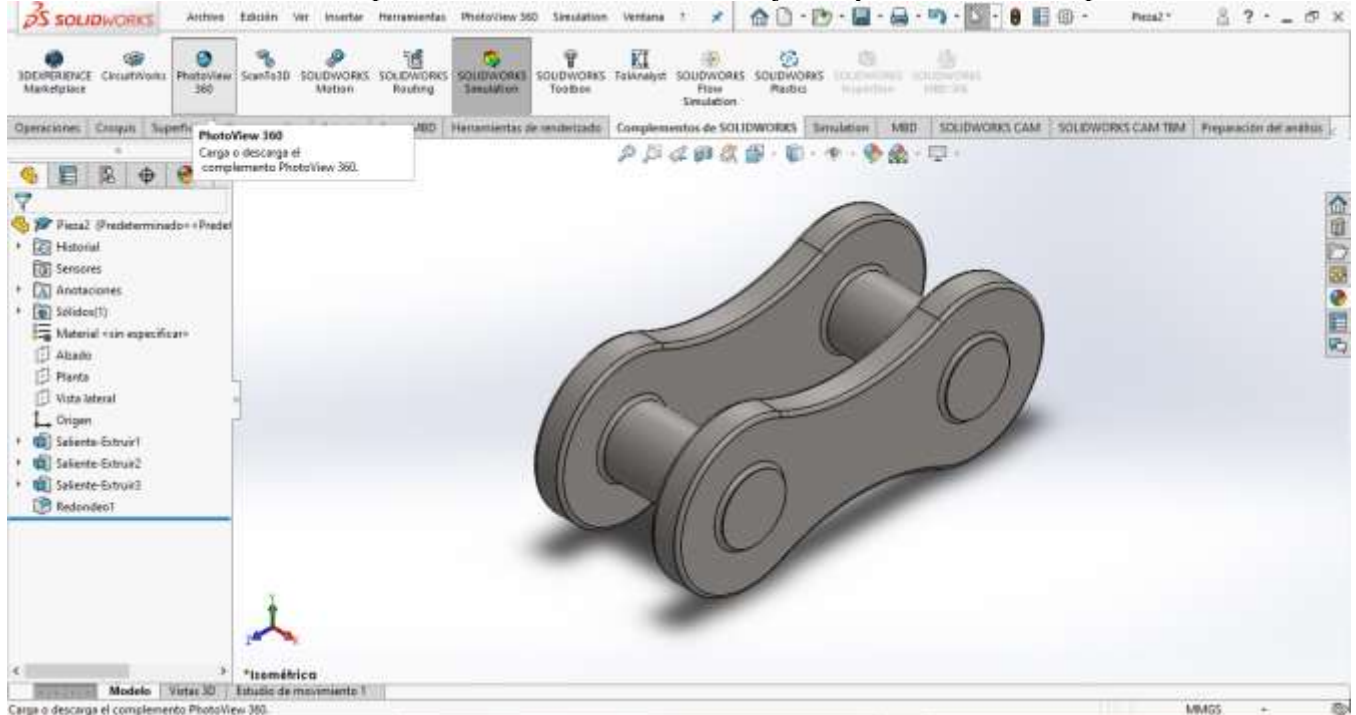 SOLIDWORKS
Archivo Edición Ver Insertar Herramientas PhotoView 360 Simulation Ventana ?
Pieza2 *
3DEXPERIENCE Marketplace
CircuitWorks
PhotoView 360
ScanTo3D
SOLIDWORKS Motion
SOLIDWORKS Routing
SOLIDWORKS Simulation
SOLIDWORKS Toolbox
TolAnalyst
SOLIDWORKS Flow Simulation
SOLIDWORKS Plastics
Operaciones Croquis MBD Herramientas de renderizado Complementos de SOLIDWORKS Simulation MBD SOLIDWORKS CAM SOLIDWORKS CAM TBM Preparación del análisis
PhotoView 360
Carga o descarga el
complemento PhotoView 360.
Pieza2 (Predeterminado<<Predet
Historial
Sensores
Anotaciones
Sólidos(1)
Material <sin especificar>
Alzado
Planta
Vista lateral
Origen
Saliente-Extruir1
Saliente-Extruir2
Saliente-Extruir3
Redondeo1
*Isométrica
Modelo Vistas 3D Estudio de movimiento 1
Carga o descarga el complemento PhotoView 360.
MMGS